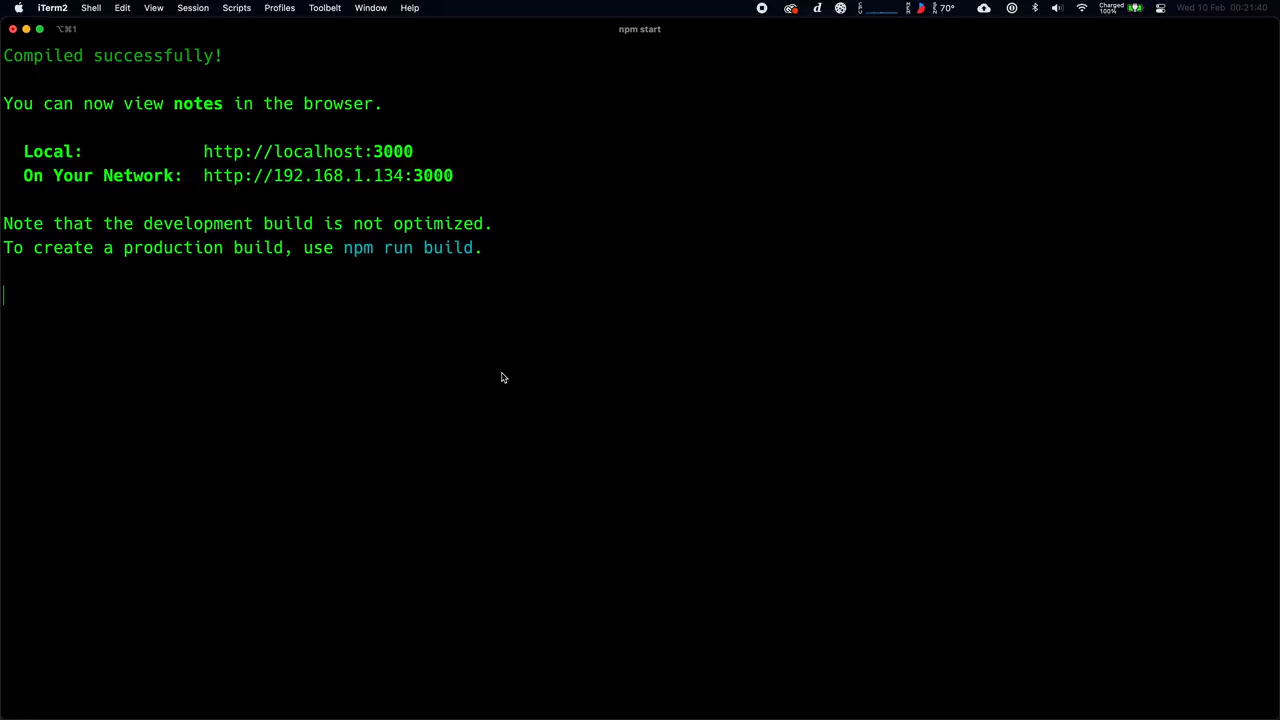 iTerm2 Shell Edit View Session Scripts Profiles Toolbelt Window Help 70° Charged 100% Wed 10 Feb 00:21:40
⌥⌘1 npm start
Compiled successfully!
You can now view notes in the browser.
Local: http://localhost:3000
On Your Network: http://192.168.1.134:3000
Note that the development build is not optimized.
To create a production build, use npm run build.